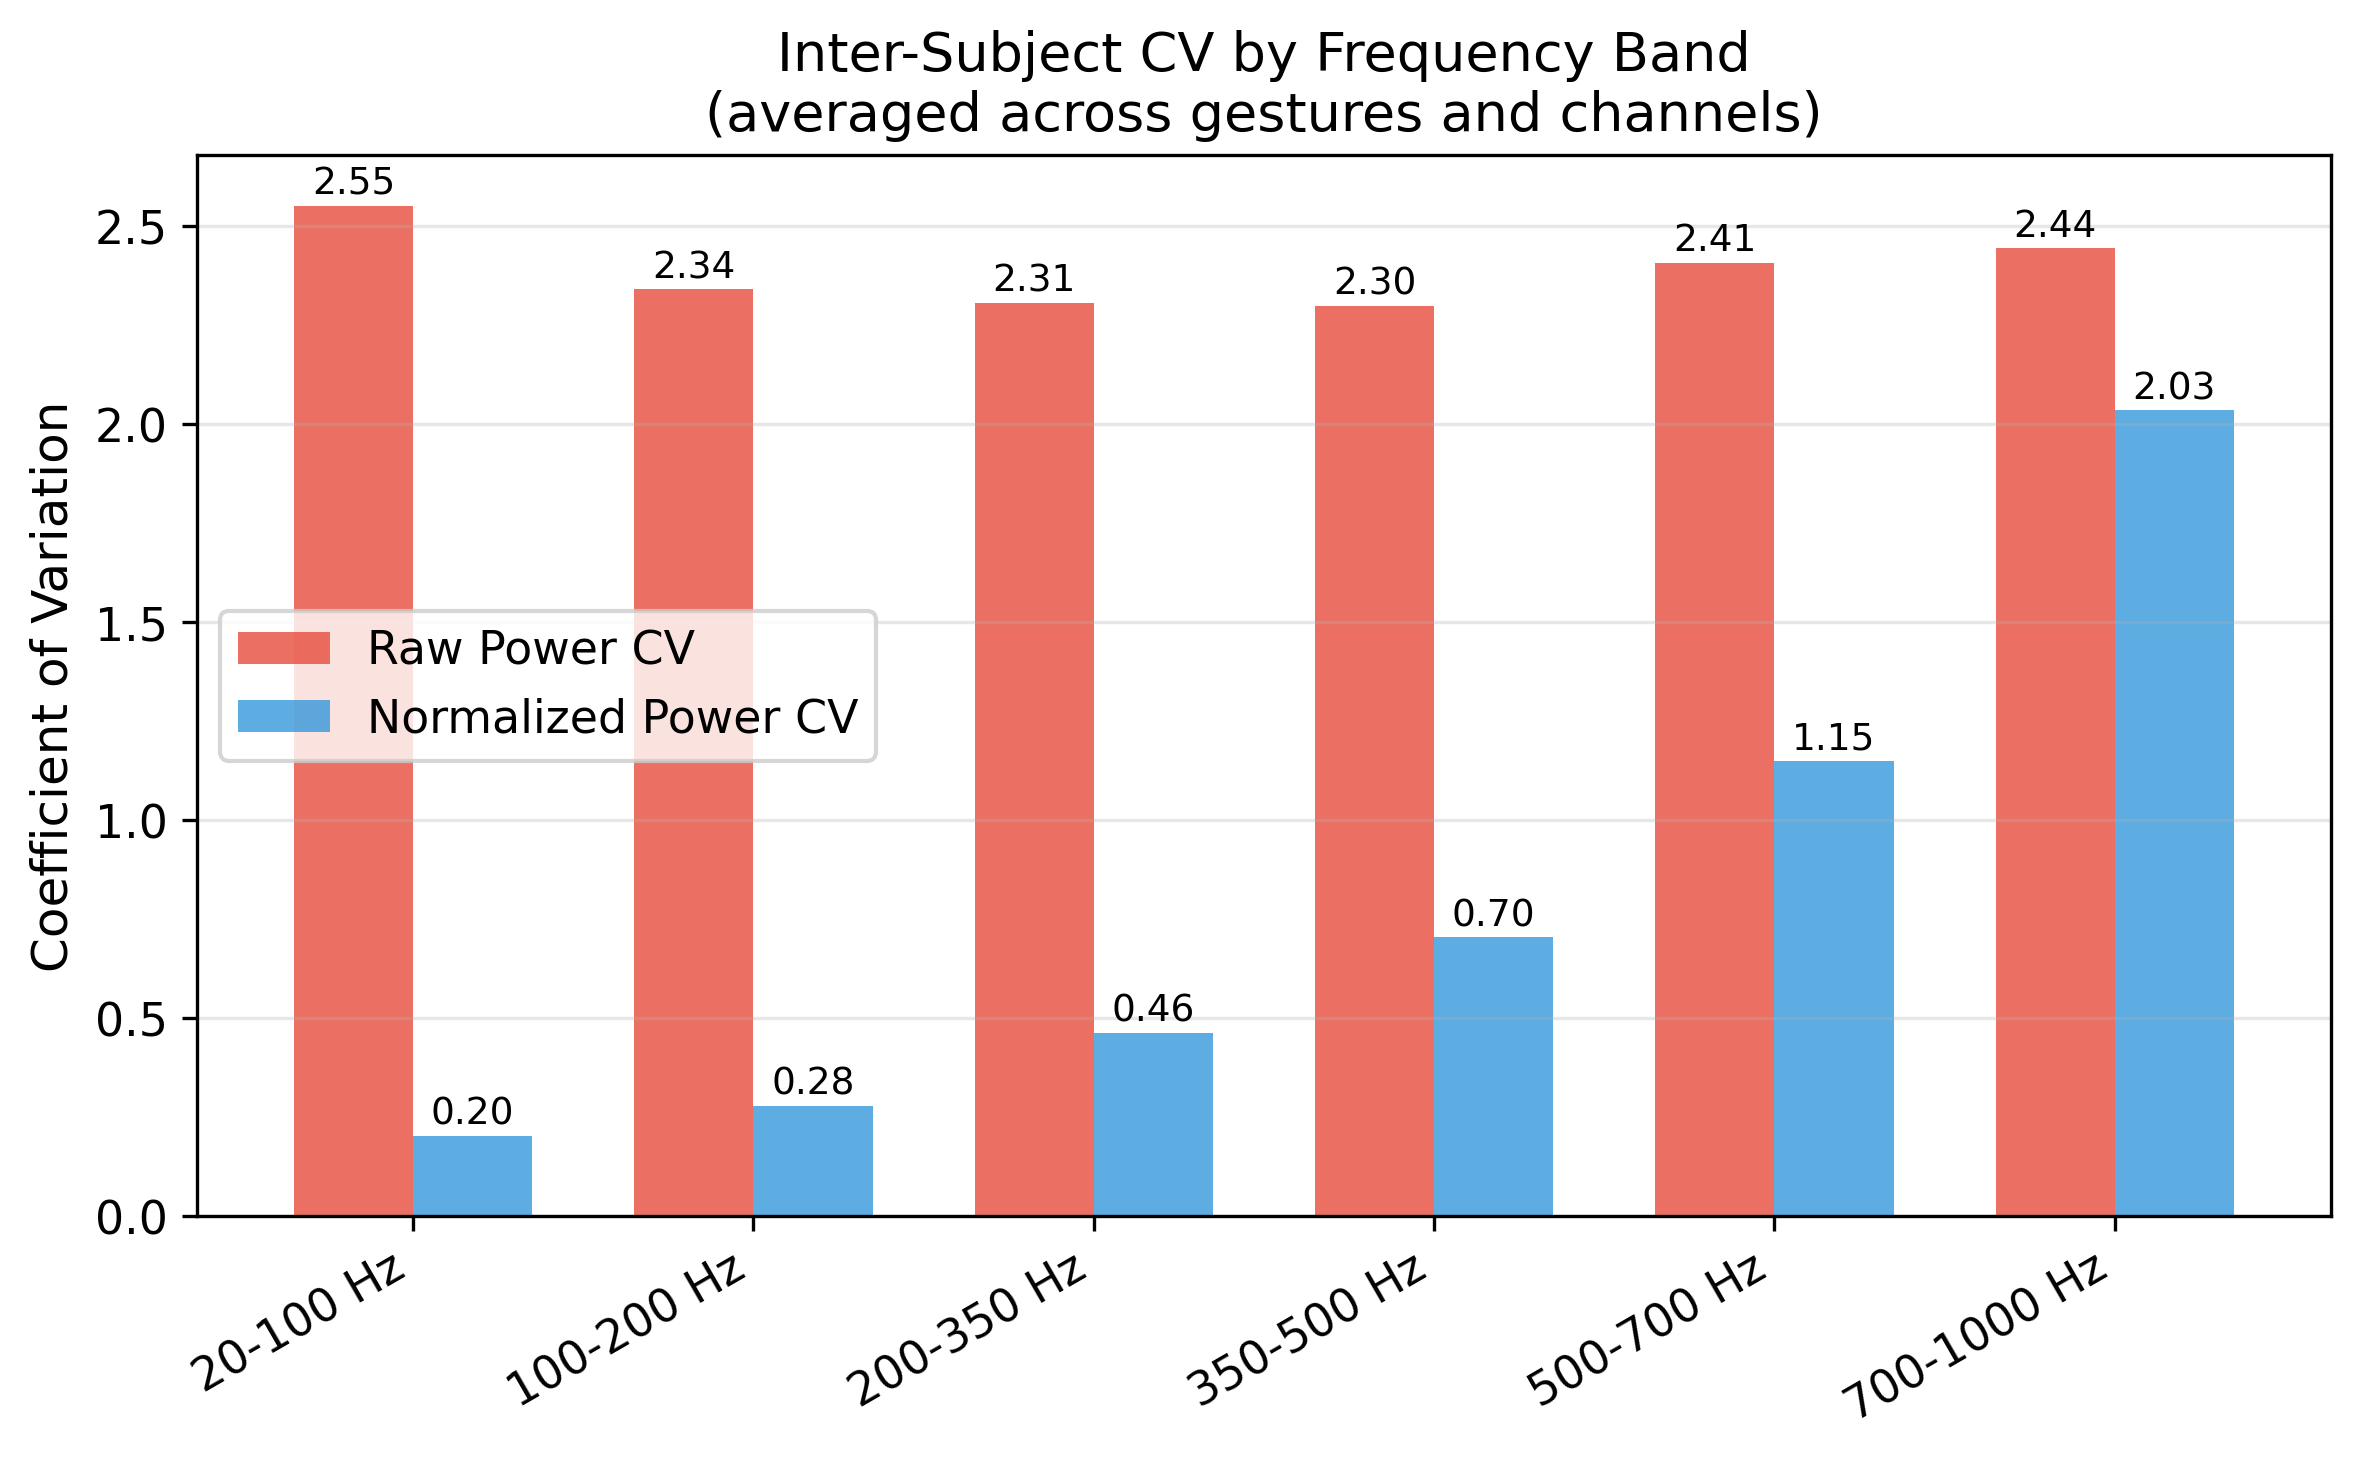 Inter-Subject CV by Frequency Band
(averaged across gestures and channels)
Coefficient of Variation
2.5
2.0
1.5
1.0
0.5
0.0
2.55
0.20
2.34
0.28
2.31
0.46
2.30
0.70
2.41
1.15
2.44
2.03
Raw Power CV
Normalized Power CV
20-100 Hz
100-200 Hz
200-350 Hz
350-500 Hz
500-700 Hz
700-1000 Hz